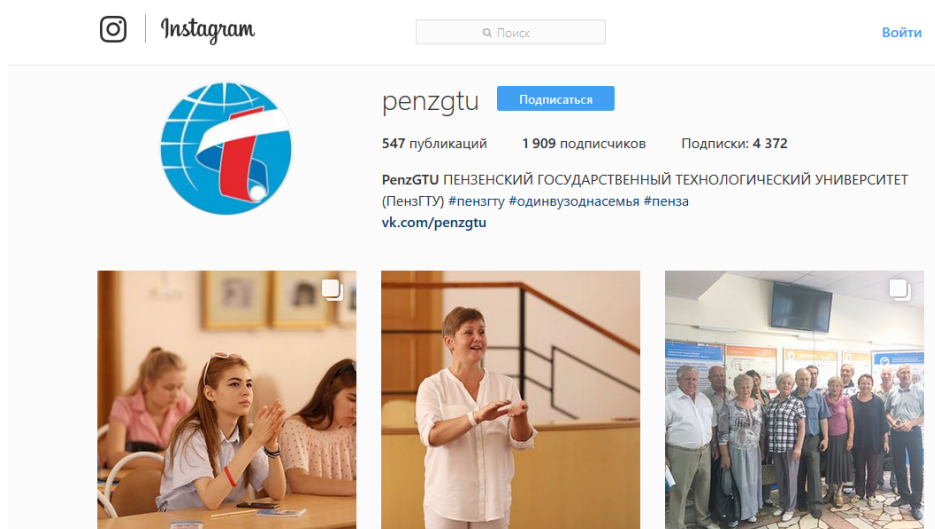 Instagram
Поиск
Войти
penzgtu Подписаться
547 публикаций 1 909 подписчиков Подписки: 4 372
PenzGTU ПЕНЗЕНСКИЙ ГОСУДАРСТВЕННЫЙ ТЕХНОЛОГИЧЕСКИЙ УНИВЕРСИТЕТ
(ПензГТУ) #пензгту #одинвузоднасемья #пенза
vk.com/penzgtu